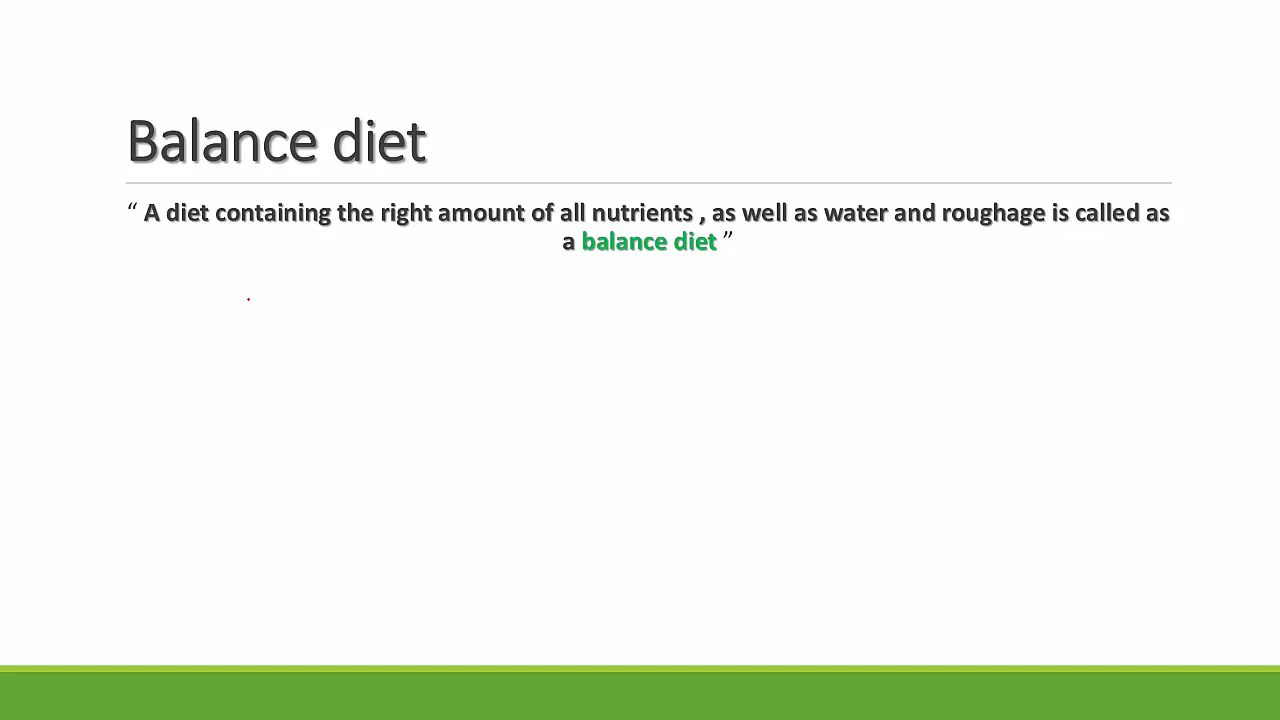 Balance diet
“ A diet containing the right amount of all nutrients , as well as water and roughage is called as
a balance diet ”